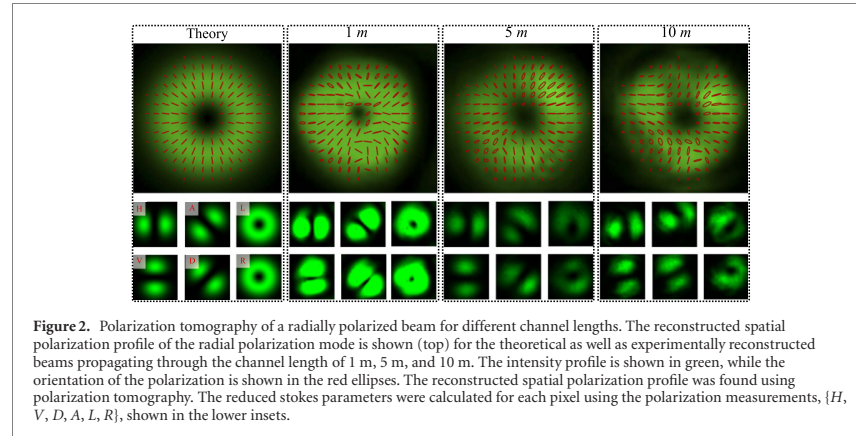 Theory
1 m
5 m
10 m
H
A
L
V
D
R
Figure 2. Polarization tomography of a radially polarized beam for different channel lengths. The reconstructed spatial
polarization profile of the radial polarization mode is shown (top) for the theoretical as well as experimentally reconstructed
beams propagating through the channel length of 1 m, 5 m, and 10 m. The intensity profile is shown in green, while the
orientation of the polarization is shown in the red ellipses. The reconstructed spatial polarization profile was found using
polarization tomography. The reduced stokes parameters were calculated for each pixel using the polarization measurements, {H,
V, D, A, L, R}, shown in the lower insets.